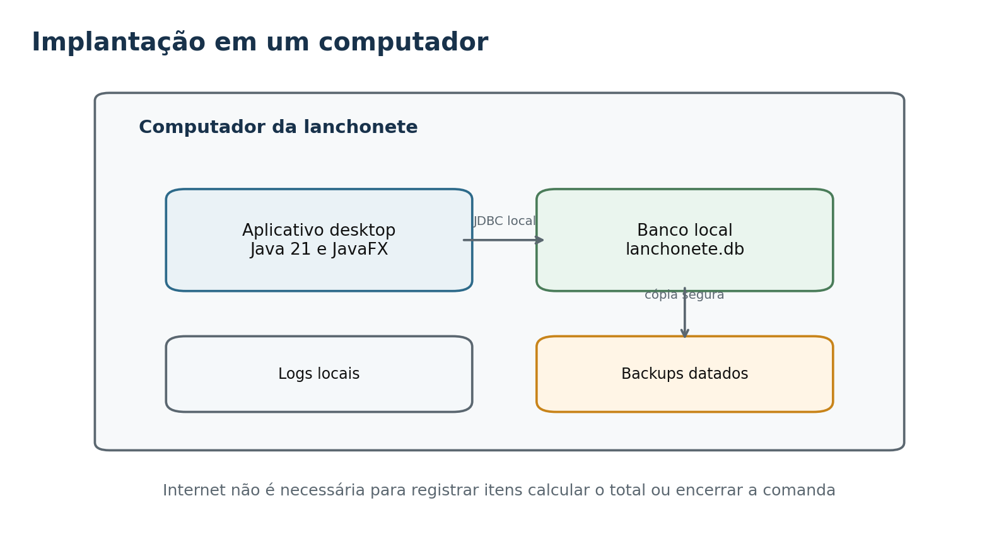 Implantação em um computador
Computador da lanchonete
Aplicativo desktop
Java 21 e JavaFX
JDBC local
Banco local
lanchonete.db
cópia segura
Logs locais
Backups datados
Internet não é necessária para registrar itens calcular o total ou encerrar a comanda